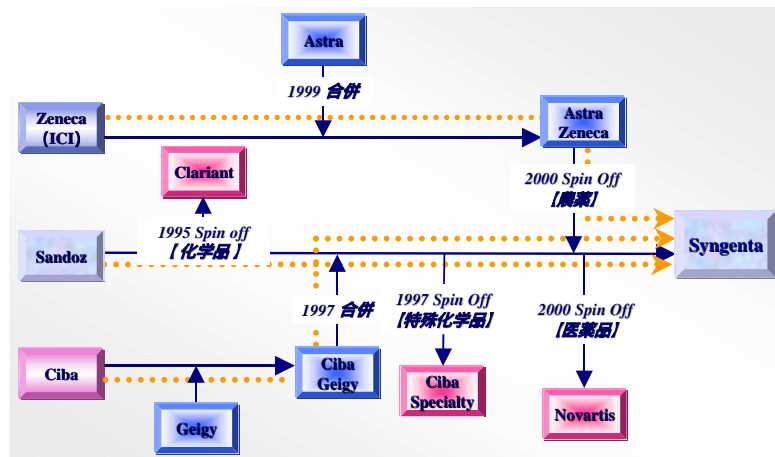 Astra
1999 合併
Zeneca
(ICI)
Astra
Zeneca
Clariant
2000 Spin Off
【農薬】
1995 Spin off
【 化学品 】
Sandoz
Syngenta
1997 合併
1997 Spin Off
【特殊化学品】
2000 Spin Off
【医薬品】
Ciba
Ciba
Geigy
Ciba
Specialty
Geigy
Novartis